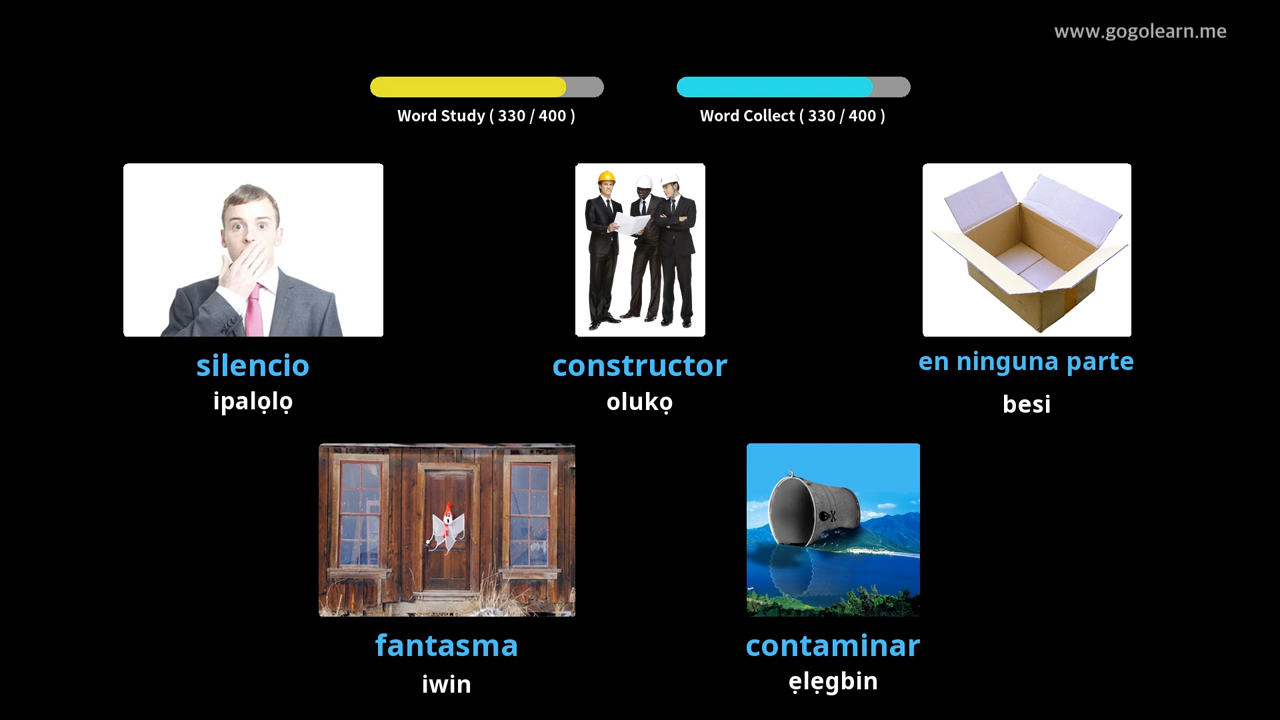 www.gogolearn.me
Word Study ( 330 / 400 )
Word Collect ( 330 / 400 )
silencio
ipalọlọ
constructor
olukọ
en ninguna parte
besi
fantasma
iwin
contaminar
ẹlẹgbin